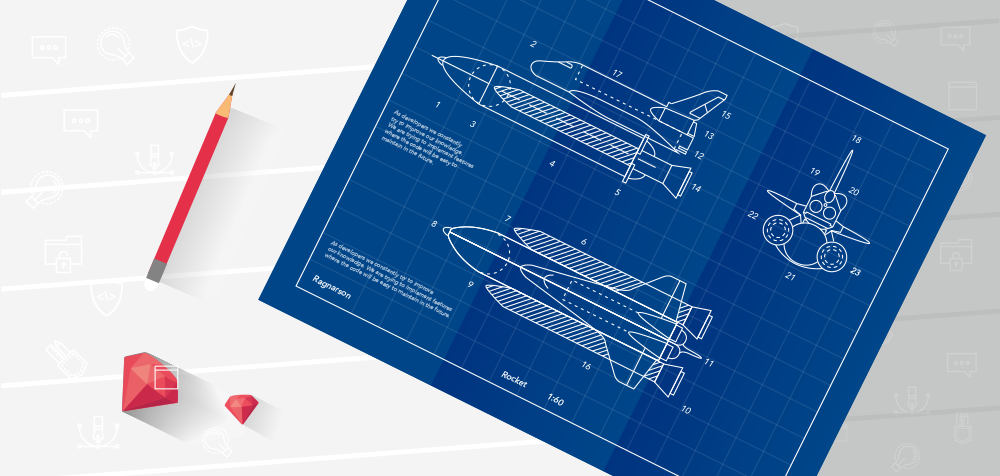 2
17
15
1
3
13
12
4
5
14
As developers we constantly
try to improve our knowledge.
We are trying to implement features
where the code will be easy to
maintain in the future.
18
19
20
22
21
23
7
8
6
9
11
16
10
As developers we constantly try to improve
our knowledge. We are trying to implement features
where the code will be easy to maintain in the future.
Ragnarson
Rocket
1:60